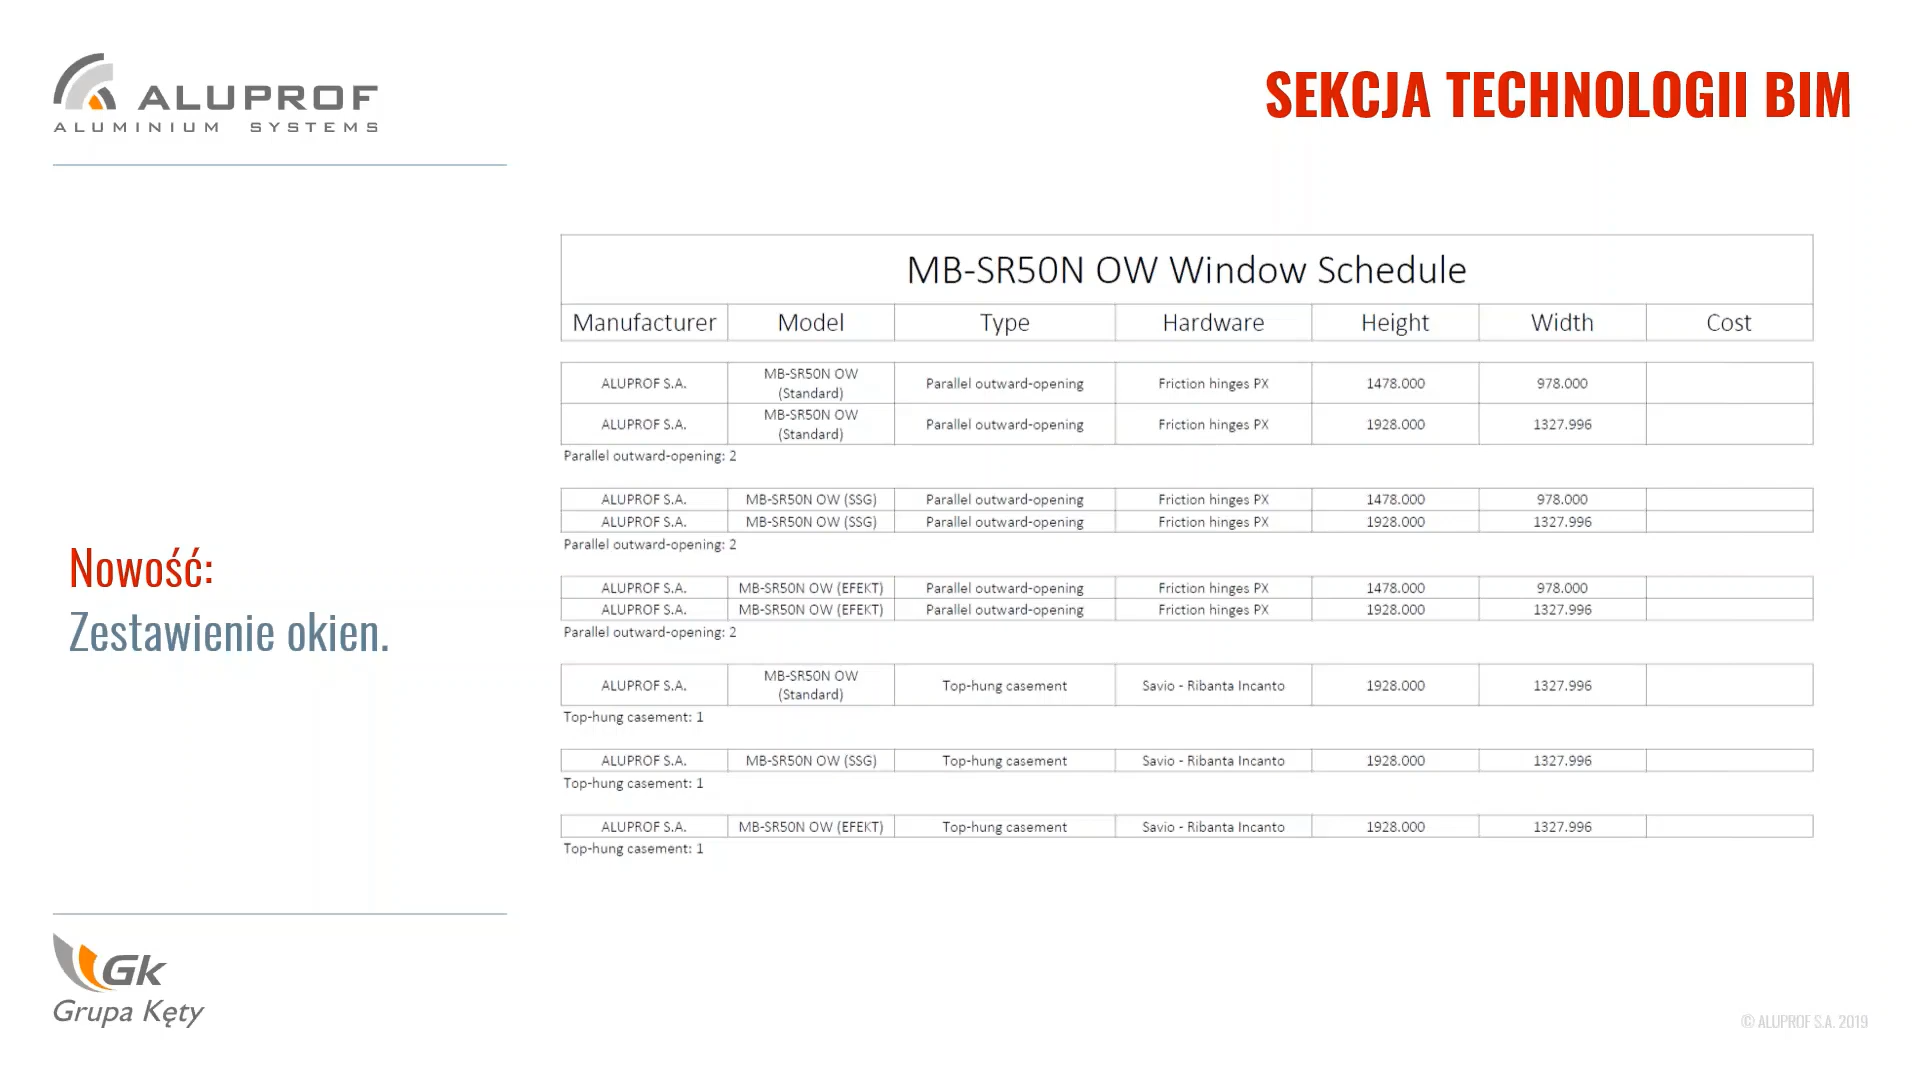 ALUPROF
ALUMINIUM SYSTEMS
SEKCJA TECHNOLOGII BIM
MB-SR50N OW Window Schedule
Manufacturer Model Type Hardware Height Width Cost
ALUPROF S.A. MB-SR50N OW (Standard) Parallel outward-opening Friction hinges PX 1478.000 978.000
ALUPROF S.A. MB-SR50N OW (Standard) Parallel outward-opening Friction hinges PX 1928.000 1327.996
Parallel outward-opening: 2
ALUPROF S.A. MB-SR50N OW (SSG) Parallel outward-opening Friction hinges PX 1478.000 978.000
ALUPROF S.A. MB-SR50N OW (SSG) Parallel outward-opening Friction hinges PX 1928.000 1327.996
Parallel outward-opening: 2
ALUPROF S.A. MB-SR50N OW (EFEKT) Parallel outward-opening Friction hinges PX 1478.000 978.000
ALUPROF S.A. MB-SR50N OW (EFEKT) Parallel outward-opening Friction hinges PX 1928.000 1327.996
Parallel outward-opening: 2
ALUPROF S.A. MB-SR50N OW (Standard) Top-hung casement Savio - Ribanta Incanto 1928.000 1327.996
Top-hung casement: 1
ALUPROF S.A. MB-SR50N OW (SSG) Top-hung casement Savio - Ribanta Incanto 1928.000 1327.996
Top-hung casement: 1
ALUPROF S.A. MB-SR50N OW (EFEKT) Top-hung casement Savio - Ribanta Incanto 1928.000 1327.996
Top-hung casement: 1
Nowość:
Zestawienie okien.
Gk
Grupa Kęty
© ALUPROF S.A. 2019